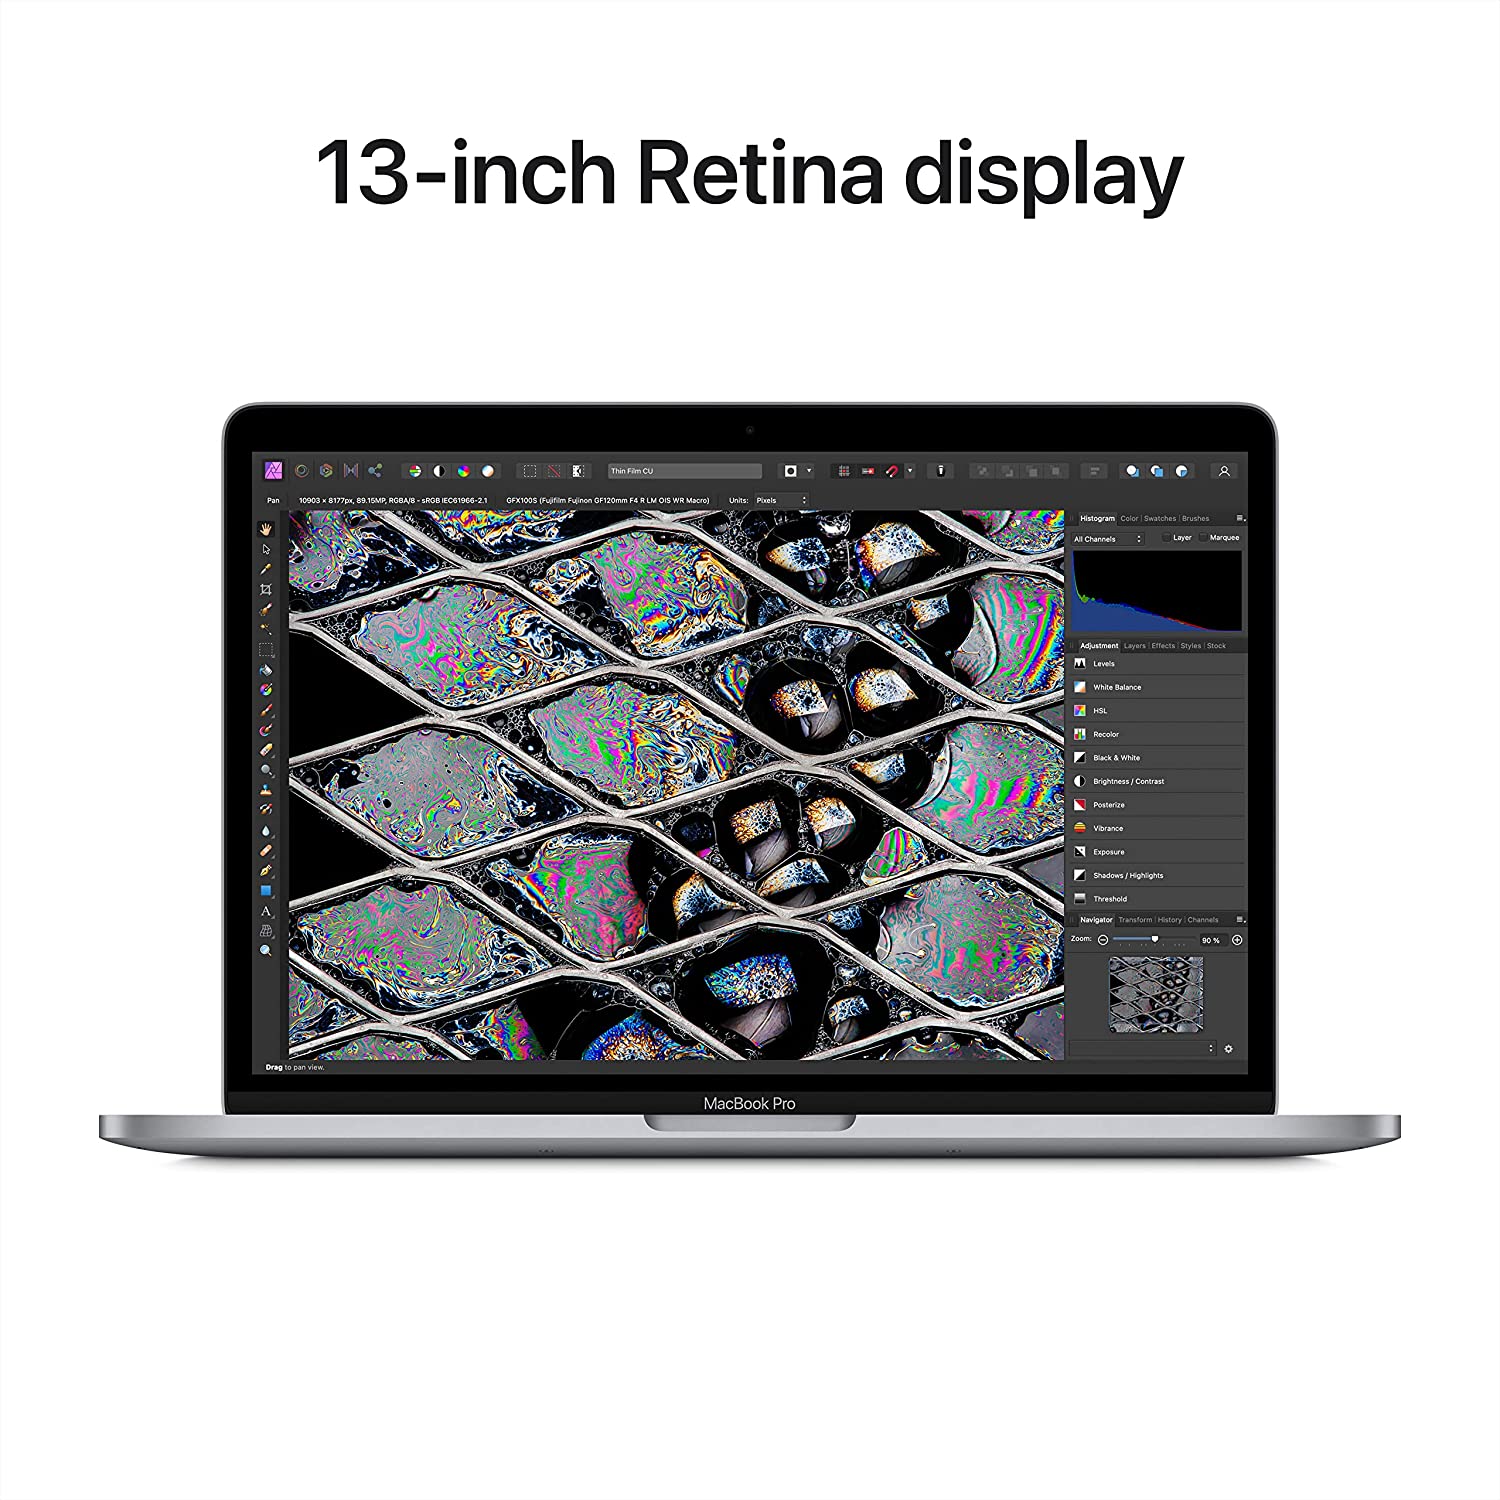 13-inch Retina display
Thin Film CU
Pan 10903 × 8177px, 89.15MP, RGBA/8 - sRGB IEC61966-2.1 GFX100S (Fujifilm Fujinon GF120mm F4 R LM OIS WR Macro) Units: Pixels
Histogram Color Swatches Brushes
All Channels Layer Marquee
Adjustment Layers Effects Styles Stock
Levels
White Balance
HSL
Recolor
Black & White
Brightness / Contrast
Posterize
Vibrance
Exposure
Shadows / Highlights
Threshold
Navigator Transform History Channels
Zoom: 90 %
A
Drag to pan view.
MacBook Pro